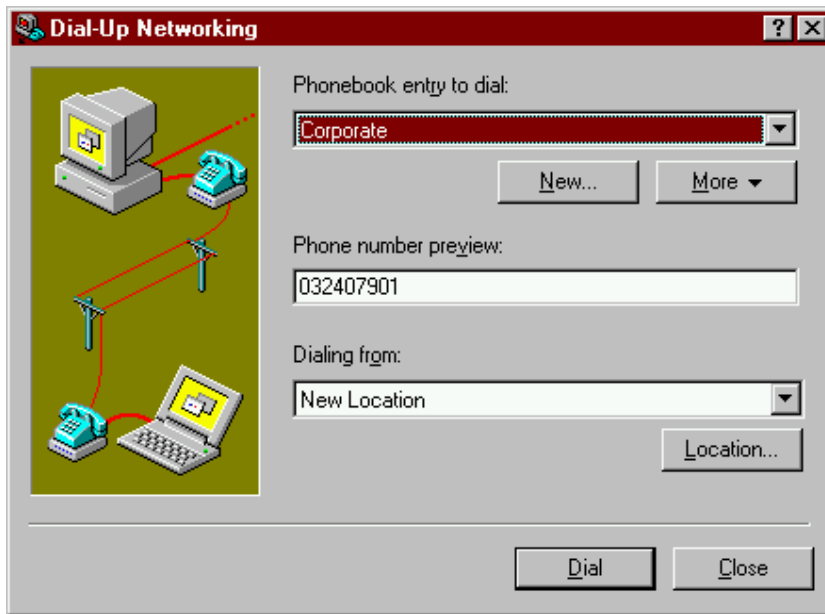 Dial-Up Networking
Phonebook entry to dial:
Corporate
New...
More
Phone number preview:
032407901
Dialing from:
New Location
Location...
Dial
Close